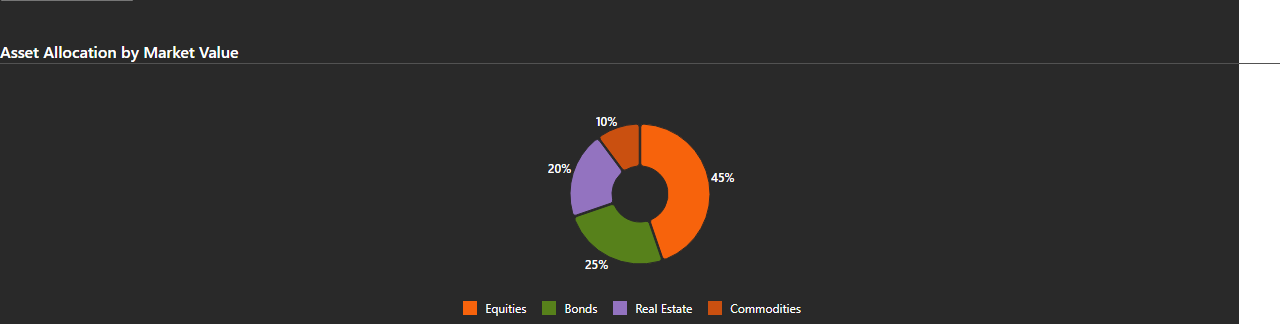 Asset Allocation by Market Value
10%
20%
45%
25%
Equities Bonds Real Estate Commodities